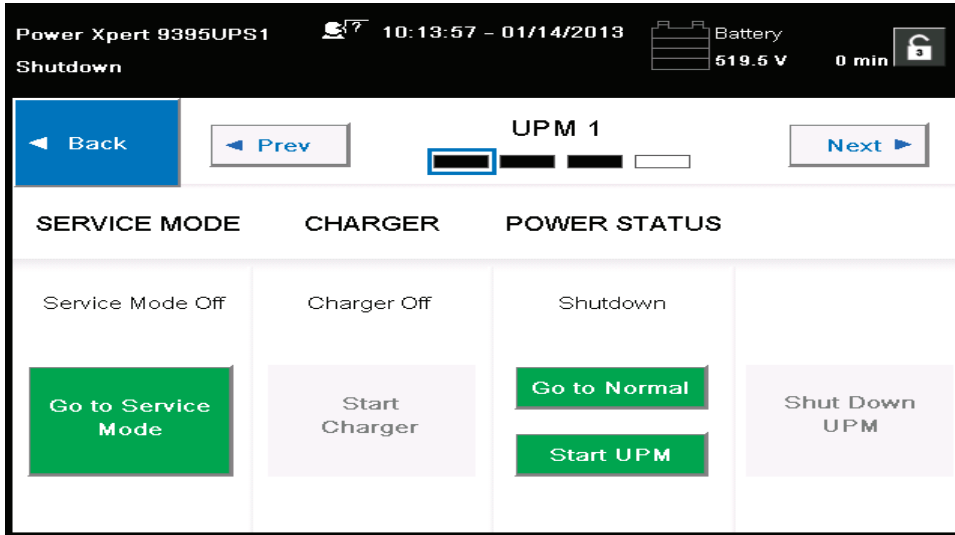 Power Xpert 9395UPS1 ? 10:13:57 - 01/14/2013 Battery
Shutdown 519.5 V 0 min 3
Back Prev UPM 1 Next
SERVICE MODE CHARGER POWER STATUS
Service Mode Off Charger Off Shutdown
Go to Service
Mode
Start
Charger
Go to Normal
Start UPM
Shut Down
UPM